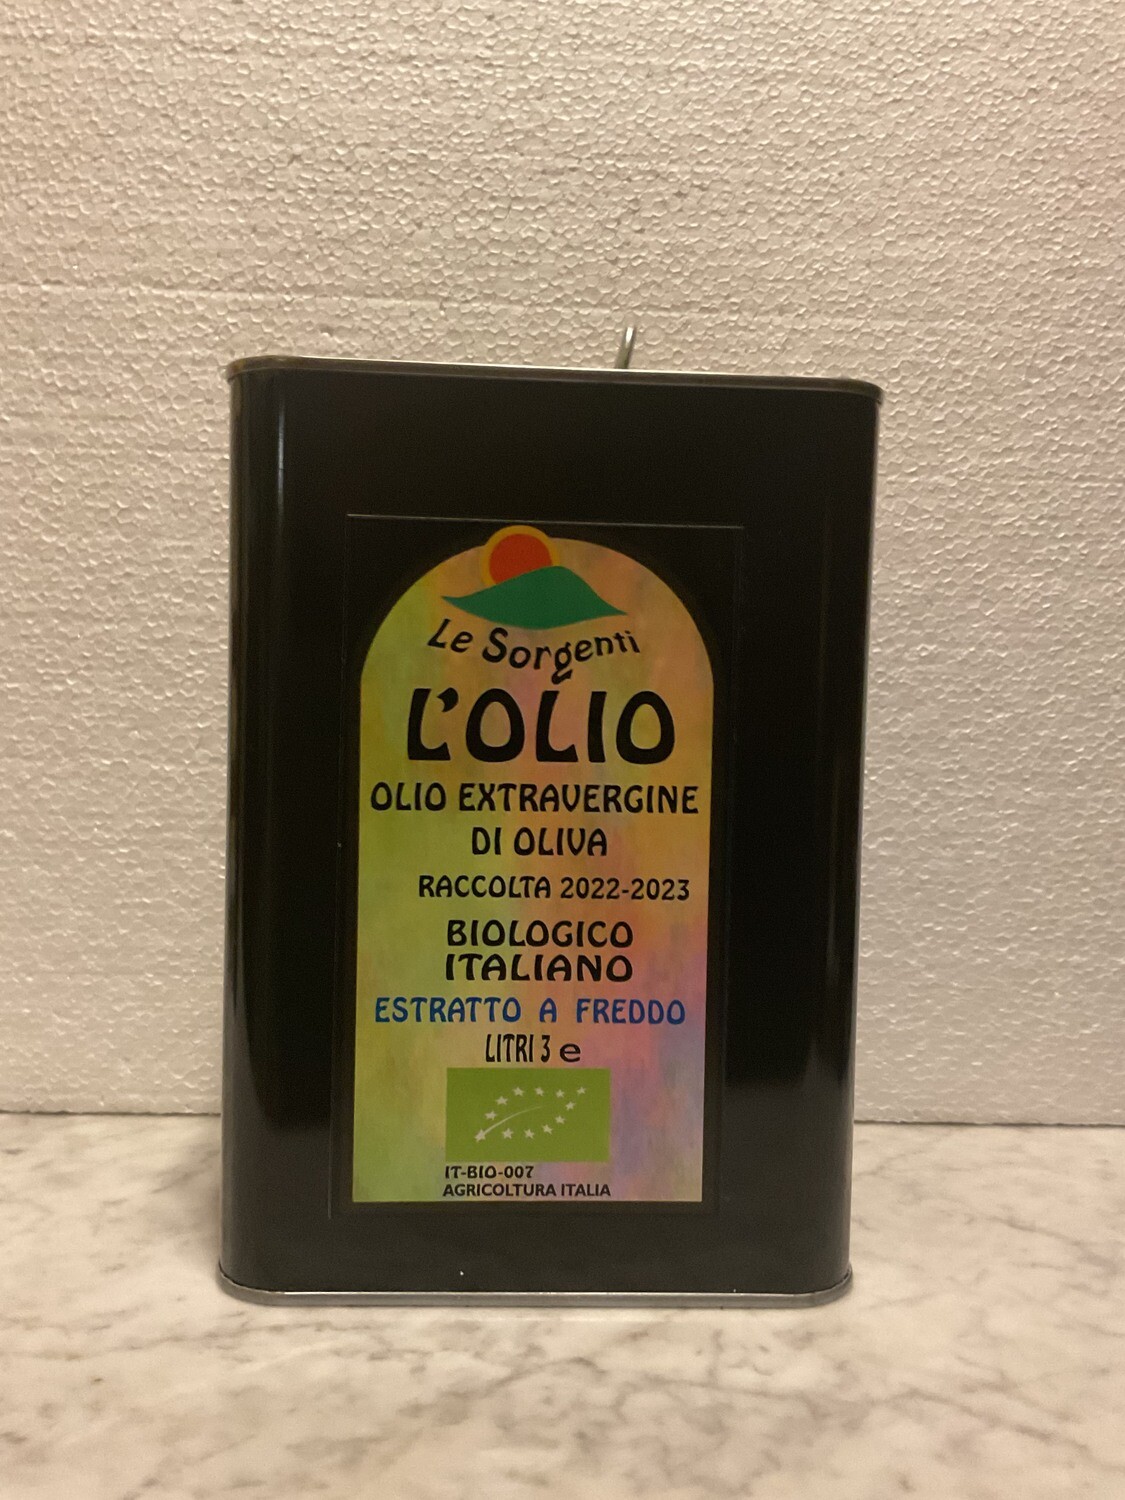 Le Sorgenti
L'OLIO
OLIO EXTRAVERGINE
DI OLIVA
RACCOLTA 2022-2023
BIOLOGICO
ITALIANO
ESTRATTO A FREDDO
LITRI 3 e
IT-BIO-007
AGRICOLTURA ITALIA